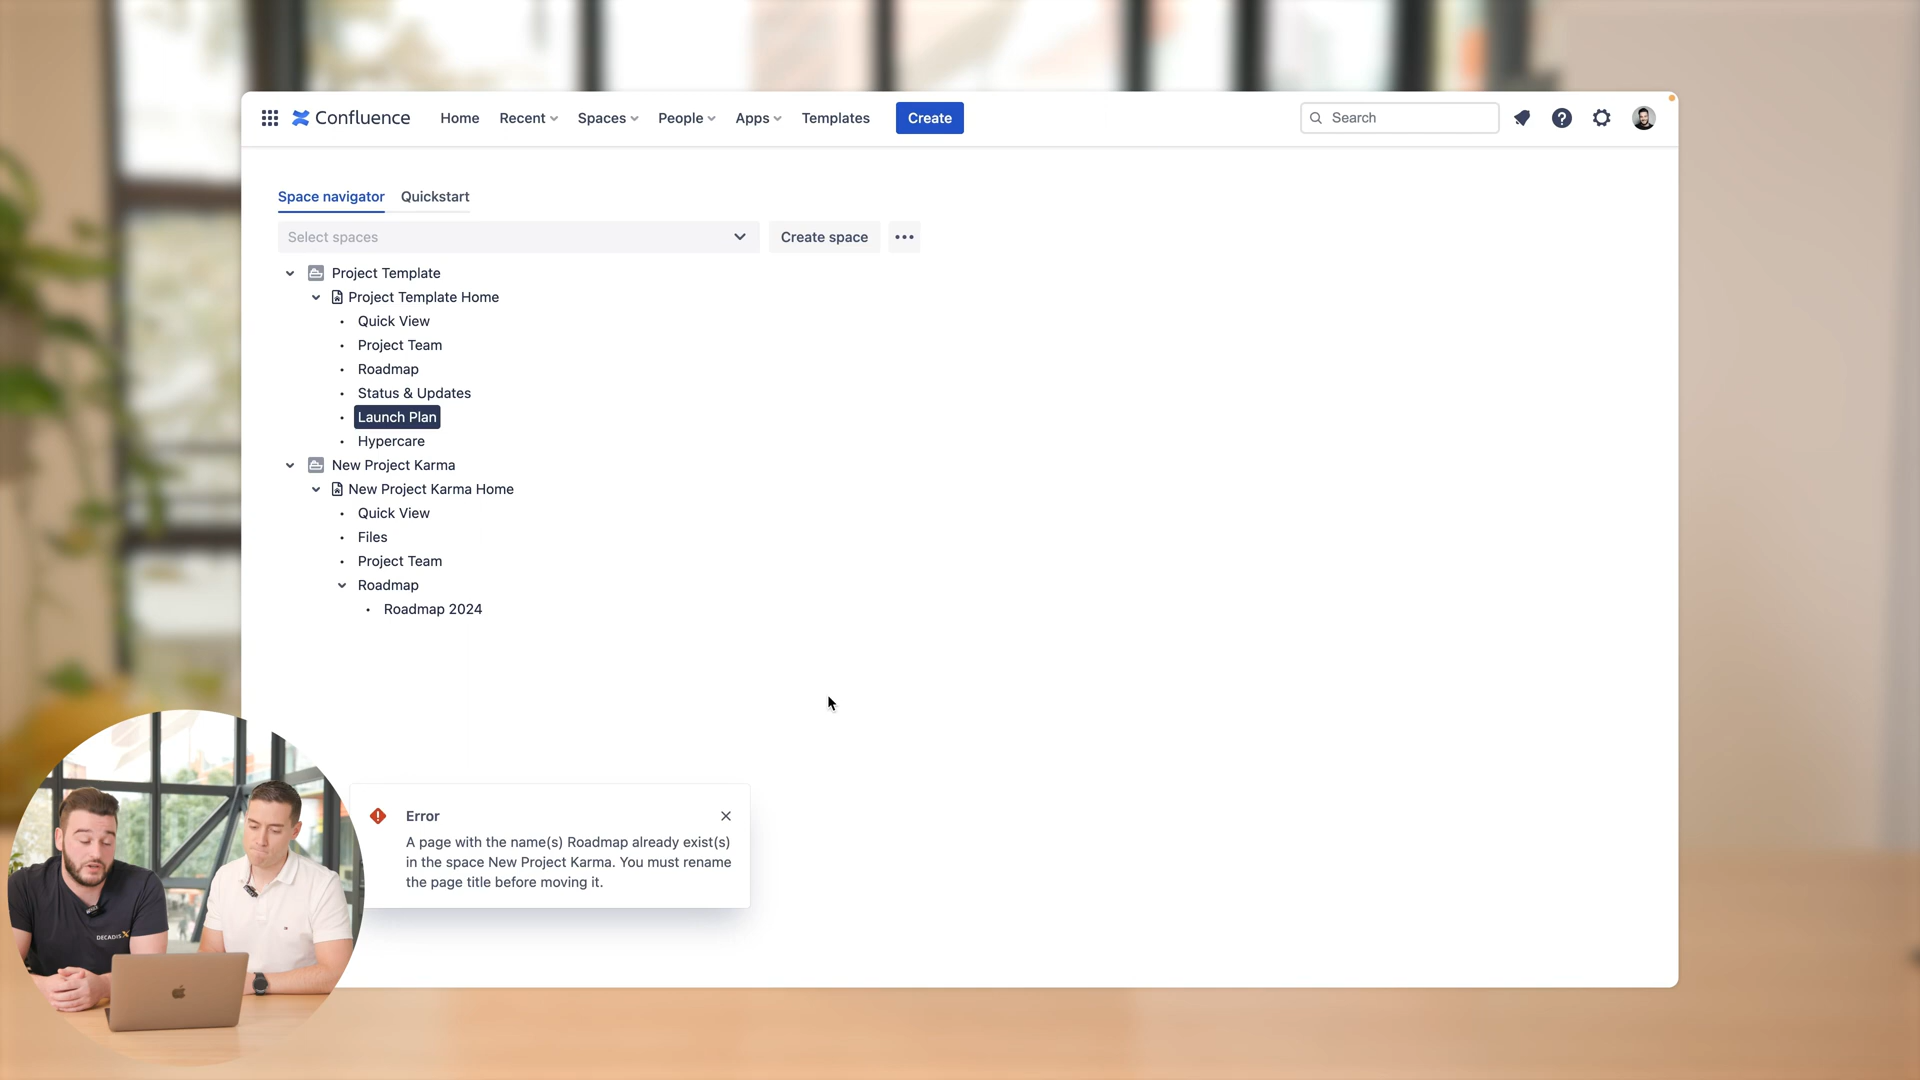 Confluence Home Recent Spaces People Apps Templates Create Search
Space navigator Quickstart
Select spaces Create space
Project Template
Project Template Home
Quick View
Project Team
Roadmap
Status & Updates
Launch Plan
Hypercare
New Project Karma
New Project Karma Home
Quick View
Files
Project Team
Roadmap
Roadmap 2024
Error
A page with the name(s) Roadmap already exist(s)
in the space New Project Karma. You must rename
the page title before moving it.
DECADIS